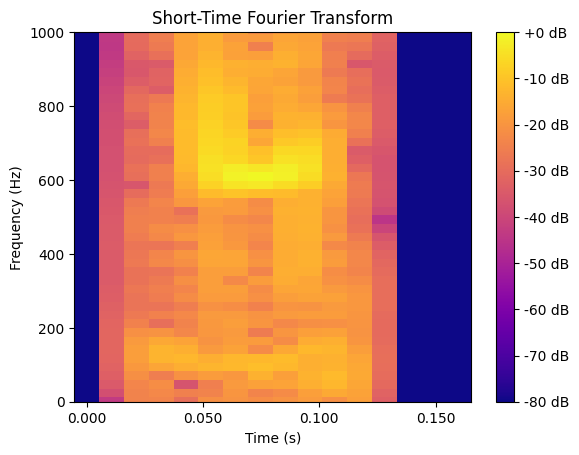 Short-Time Fourier Transform
1000
800
600
400
200
0
Frequency (Hz)
0.000
0.050
0.100
0.150
Time (s)
+0 dB
-10 dB
-20 dB
-30 dB
-40 dB
-50 dB
-60 dB
-70 dB
-80 dB